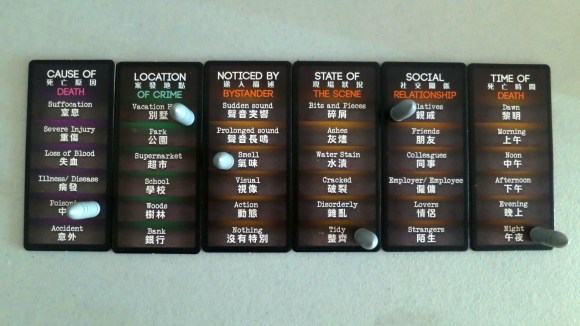 CAUSE OF
死亡疑因
DEATH
Suffocation
窒息
Severe Injury
重傷
Loss of Blood
失血
Illness/ Disease
病發
中
Accident
意外
LOCATION
案發地點
OF CRIME
Vacation
別墅
Park
公園
Supermarket
超市
School
學校
Woods
樹林
Bank
銀行
NOTICED BY
旁人描述
BYSTANDER
Sudden sound
聲音突響
Prolonged sound
聲音長鳴
Smell
氣味
Visual
視像
Action
動態
Nothing
沒有特別
STATE OF
現場狀況
THE SCENE
Bits and Pieces
碎屑
Ashes
灰燼
Water Stain
水漬
Cracked
破裂
Disorderly
雜亂
Tidy
整齊
SOCIAL
社交關係
RELATIONSHIP
親戚
Friends
朋友
Colleagues
同事
Employer/ Employee
僱傭
Lovers
情侶
Strangers
陌生
TIME OF
死亡時間
DEATH
Dawn
黎明
Morning
上午
Noon
中午
Afternoon
下午
Evening
晚上
Night
午夜